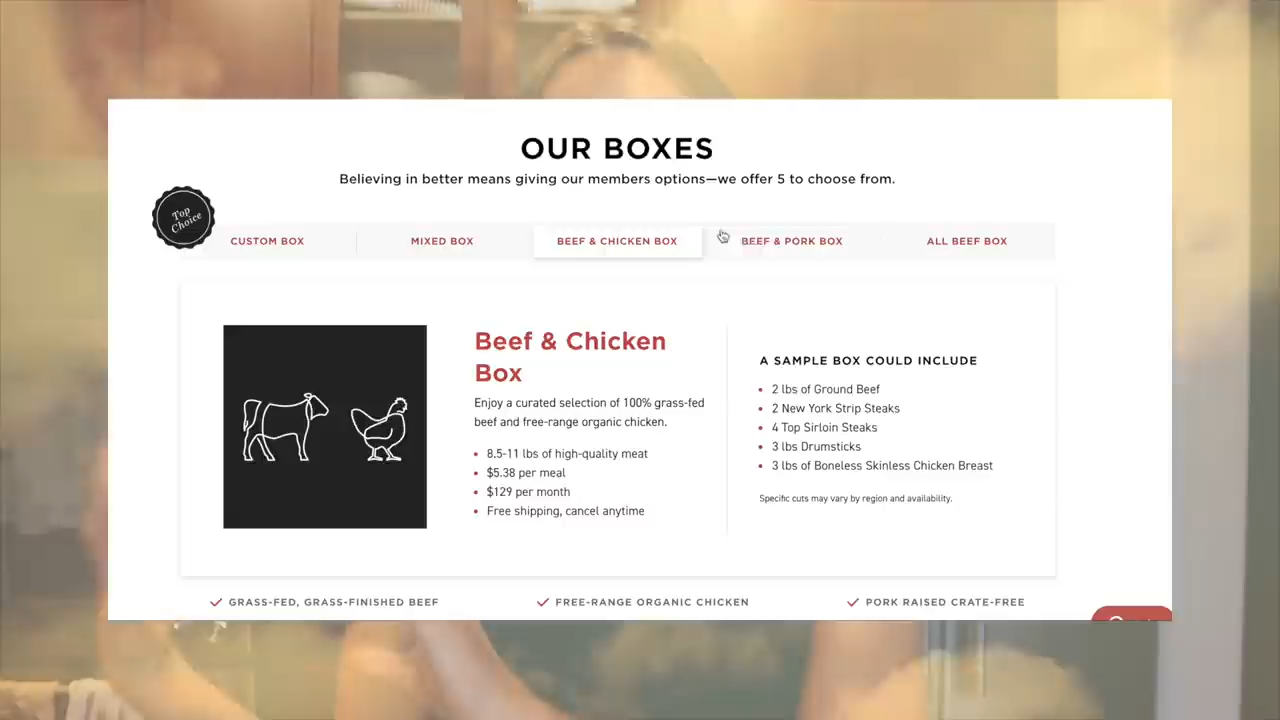 OUR BOXES
Believing in better means giving our members options—we offer 5 to choose from.
Top
Choice
CUSTOM BOX
MIXED BOX
BEEF & CHICKEN BOX
BEEF & PORK BOX
ALL BEEF BOX
Beef & Chicken
Box
Enjoy a curated selection of 100% grass-fed
beef and free-range organic chicken.
• 8.5-11 lbs of high-quality meat
• $5.38 per meal
• $129 per month
• Free shipping, cancel anytime
A SAMPLE BOX COULD INCLUDE
• 2 lbs of Ground Beef
• 2 New York Strip Steaks
• 4 Top Sirloin Steaks
• 3 lbs Drumsticks
• 3 lbs of Boneless Skinless Chicken Breast
Specific cuts may vary by region and availability.
GRASS-FED, GRASS-FINISHED BEEF
FREE-RANGE ORGANIC CHICKEN
PORK RAISED CRATE-FREE